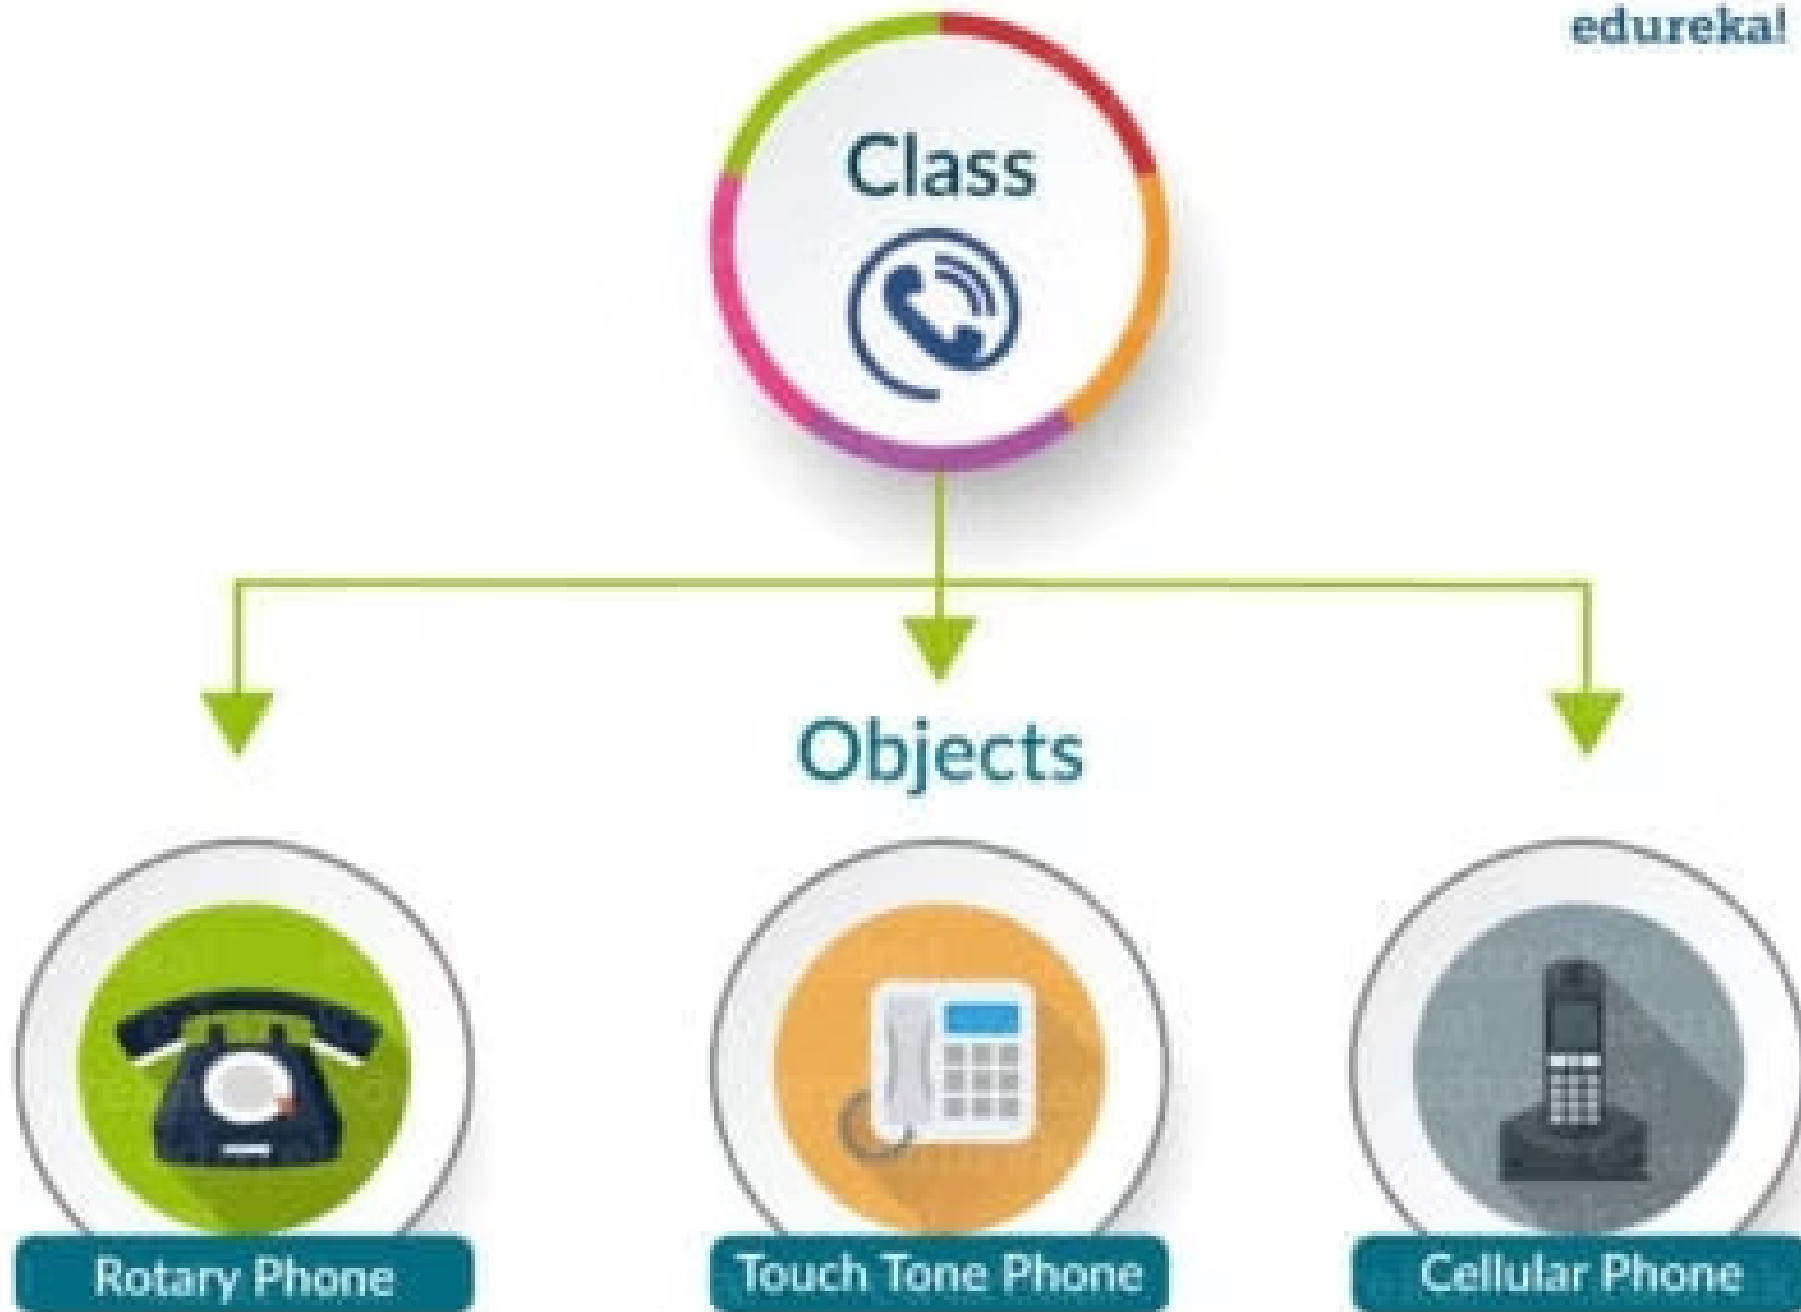 edureka!
Class
Objects
Rotary Phone
Touch Tone Phone
Cellular Phone